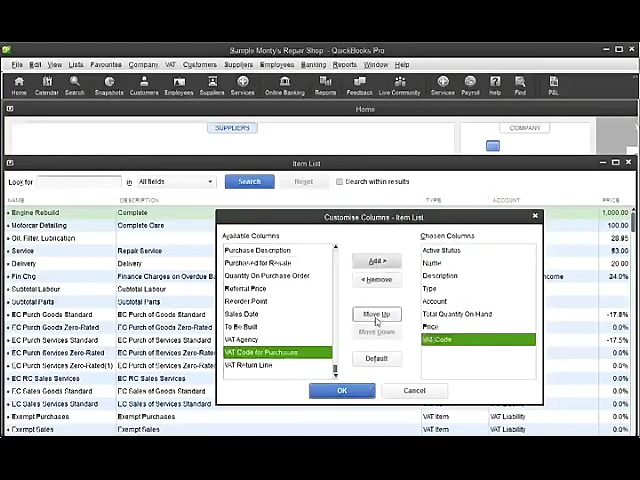 Sample Monty's Repair Shop - QuickBooks Pro
File Edit View Lists Favourites Company VAT Customers Suppliers Employees Banking Reports Window Help
Home Calendar Search Snapshots Customers Employees Suppliers Services Online Banking Reports Feedback Live Community Services Payroll Help Find P&L
Home
SUPPLIERS COMPANY
Item List
Look for in All fields Search Reset Search within results
NAME DESCRIPTION TYPE ACCOUNT PRICE
Engine Rebuild Complete 1,000.00
Motorcar Detailing Complete Care 100.00
Oil, Filter, Lubrication 28.95
Service Repair Service
Fin Chg Finance Charges on Overdue Ba Income 24.0%
Subtotal Labour Subtotal Labour
Subtotal Parts Subtotal Parts
EC Purch of Goods Standard EC Purch of Goods Standard -17.8%
EC Purch Goods Zero-Rated EC Purch Goods Zero-Rated 0.0%
EC Purch of Services Standard EC Purch of Services Standard -17.5%
EC Purch Services Zero-Rated EC Purch Services Zero-Rated 0.0%
EC Purch Services Zero-Rated(1) EC Purch Services Zero-Rated 0.0%
EC RC Sales Standard EC RC Sales Standard 0.0%
EC Sales of Goods Standard EC Sales of Goods Standard 0.0%
EC Sales of Services Standard EC Sales of Services Standard 0.0%
Exempt Purchases Exempt Purchases VAT Item VAT Liability 0.0%
Exempt Sales Exempt Sales VAT Item VAT Liability 0.0%
Customise Columns - Item List
Available Columns Chosen Columns
Purchase Description
Purchased for Resale
Quantity On Purchase Order
Referral Price
Reorder Point
Sales Date
To Be Built
VAT Agency
VAT Code for Purchases
VAT Return Line
Add >
< Remove
Move Up
Move Down
Default
Active Status
Name
Description
Type
Account
Total Quantity On Hand
Price
VAT Code
OK Cancel